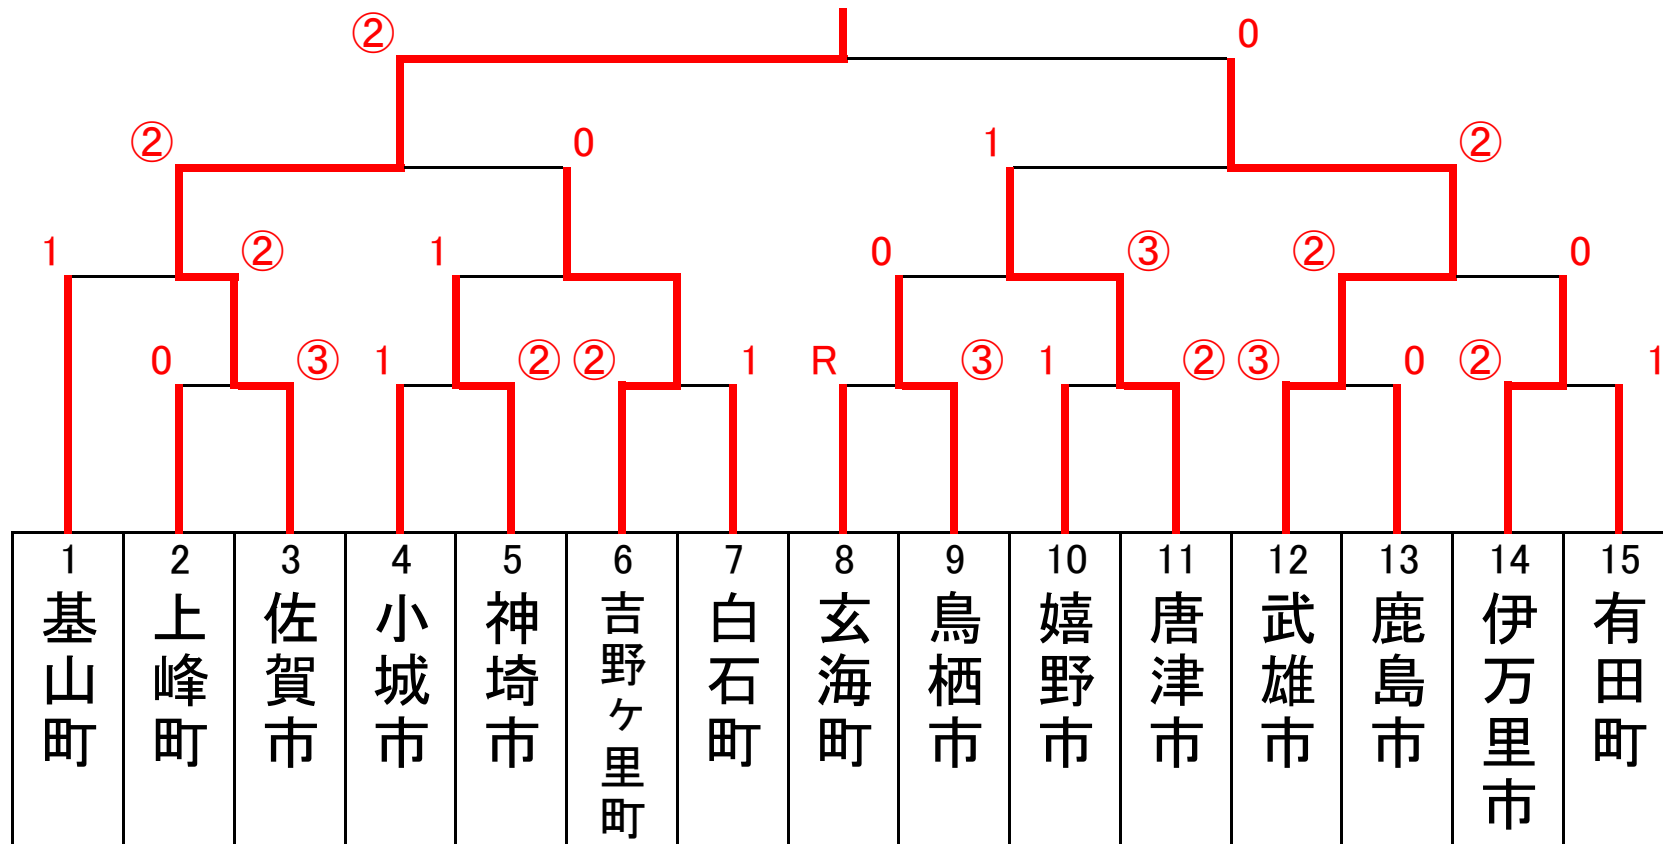 ② 0
② 0 1 ②
1 ② 1 0 ③ ② 0
0 ③ 1 ② ② 1 R ③ 1 ② ③ 0 ② 1
1 2 3 4 5 6 7 8 9 10 11 12 13 14 15
基山町
上峰町
佐賀市
小城市
神埼市
吉野ヶ里町
白石町
玄海町
鳥栖市
嬉野市
唐津市
武雄市
鹿島市
伊万里市
有田町